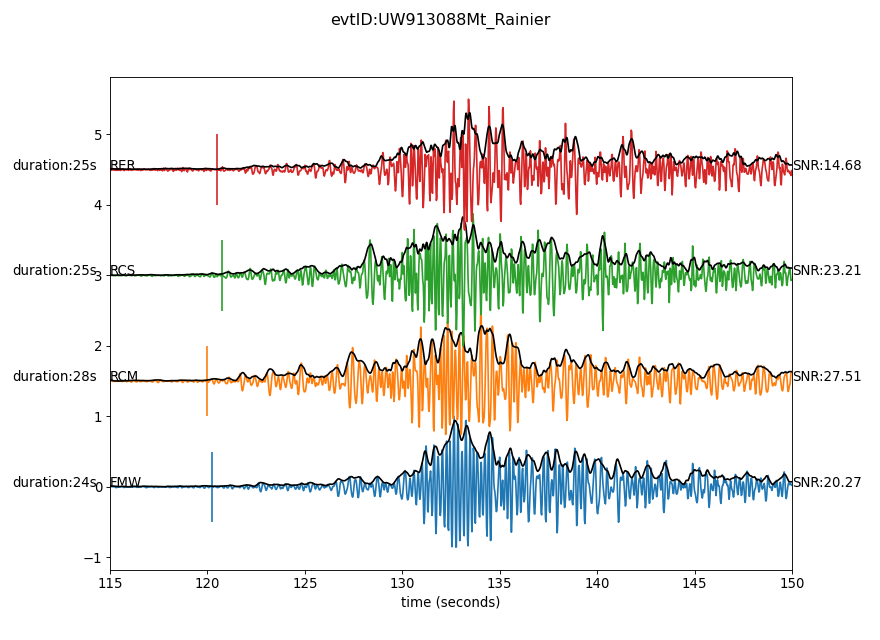 evtID:UW913088Mt_Rainier
5
duration:25s RER SNR:14.68
4
duration:25s 3 RCS SNR:23.21
2
duration:28s RCM SNR:27.51
1
duration:24s 0 FMW SNR:20.27
−1
115 120 125 130 135 140 145 150
time (seconds)